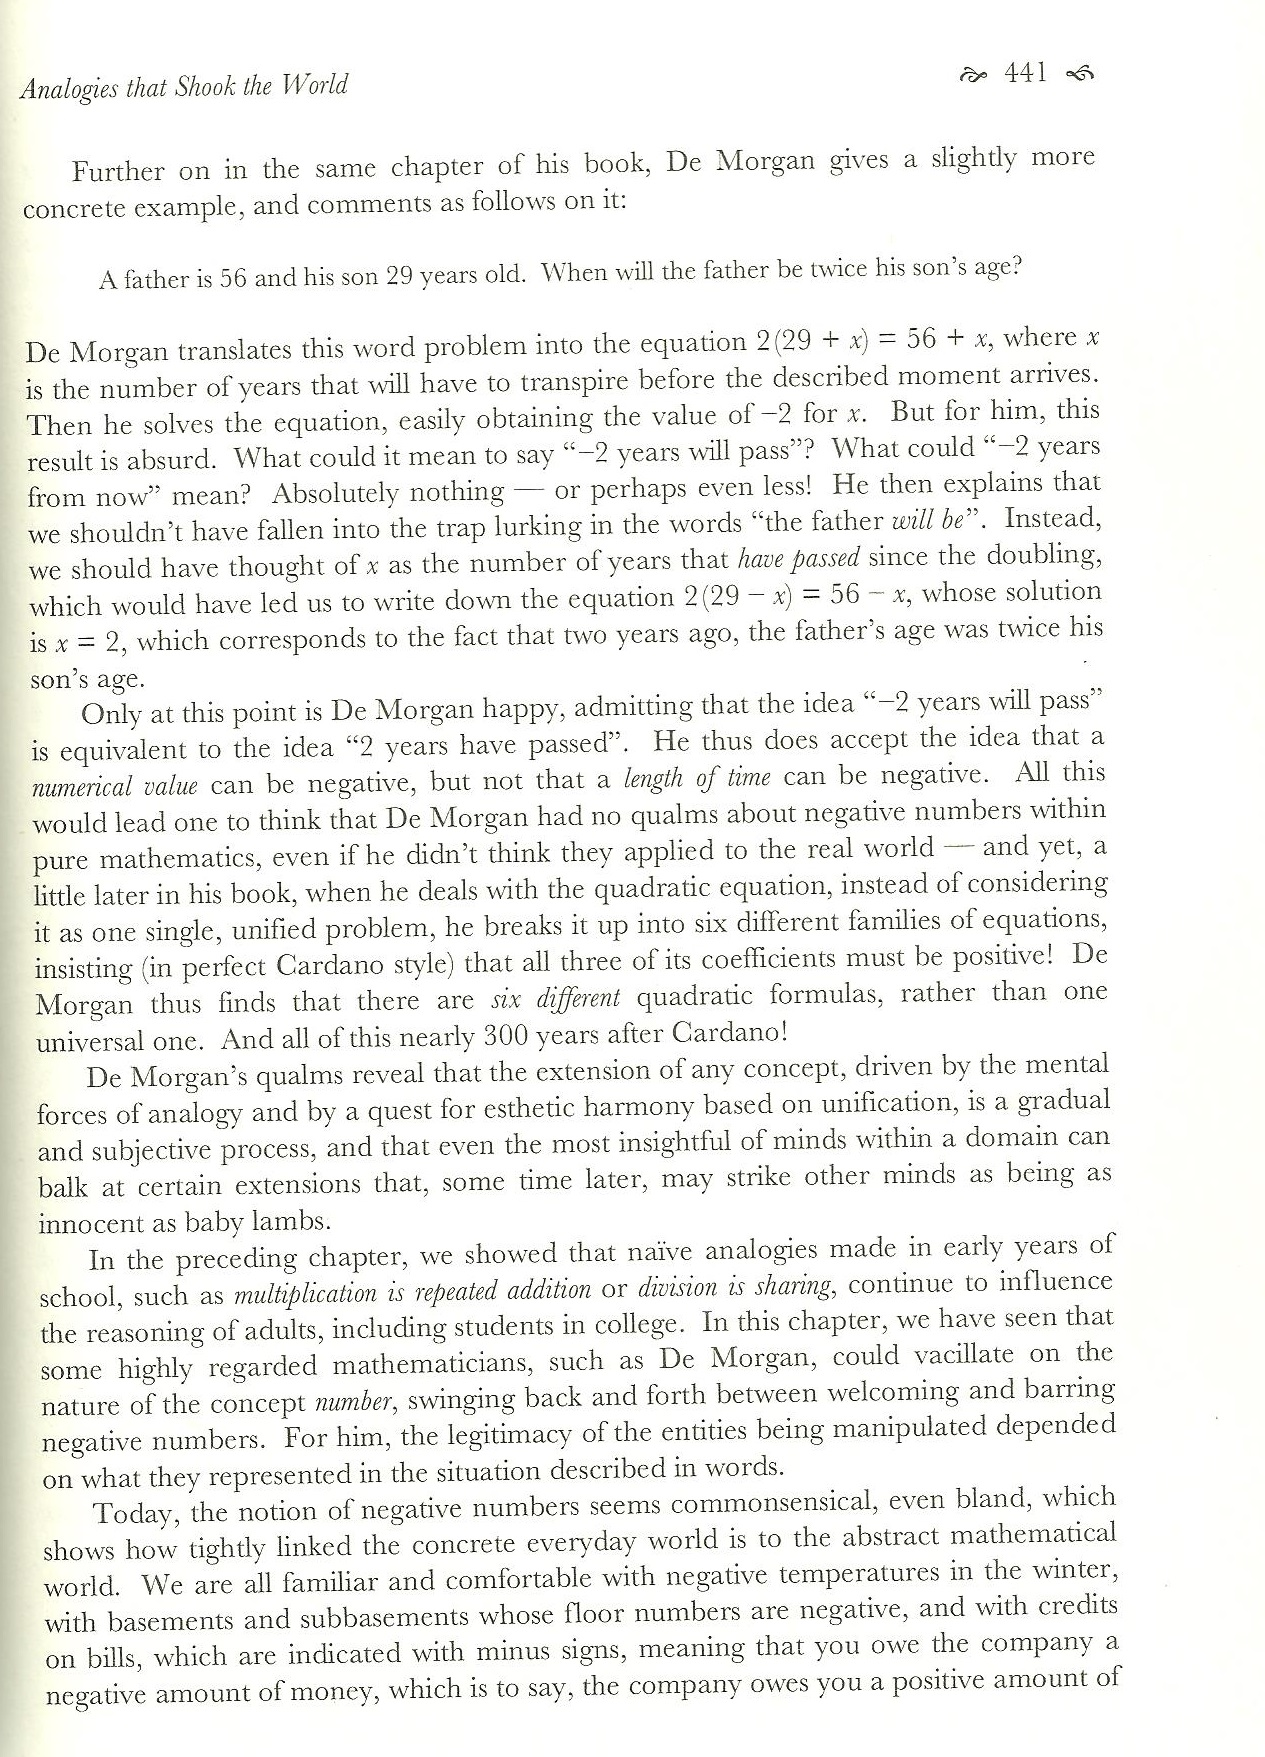 Analogies that Shook the World 441
Further on in the same chapter of his book, De Morgan gives a slightly more
concrete example, and comments as follows on it:
A father is 56 and his son 29 years old. When will the father be twice his son's age?
De Morgan translates this word problem into the equation 2(29 + x) = 56 + x, where x
is the number of years that will have to transpire before the described moment arrives.
Then he solves the equation, easily obtaining the value of −2 for x. But for him, this
result is absurd. What could it mean to say “−2 years will pass”? What could “−2 years
from now” mean? Absolutely nothing — or perhaps even less! He then explains that
we shouldn't have fallen into the trap lurking in the words “the father will be”. Instead,
we should have thought of x as the number of years that have passed since the doubling,
which would have led us to write down the equation 2(29 − x) = 56 − x, whose solution
is x = 2, which corresponds to the fact that two years ago, the father's age was twice his
son's age.
Only at this point is De Morgan happy, admitting that the idea “−2 years will pass”
is equivalent to the idea “2 years have passed”. He thus does accept the idea that a
numerical value can be negative, but not that a length of time can be negative. All this
would lead one to think that De Morgan had no qualms about negative numbers within
pure mathematics, even if he didn't think they applied to the real world — and yet, a
little later in his book, when he deals with the quadratic equation, instead of considering
it as one single, unified problem, he breaks it up into six different families of equations,
insisting (in perfect Cardano style) that all three of its coefficients must be positive! De
Morgan thus finds that there are six different quadratic formulas, rather than one
universal one. And all of this nearly 300 years after Cardano!
De Morgan's qualms reveal that the extension of any concept, driven by the mental
forces of analogy and by a quest for esthetic harmony based on unification, is a gradual
and subjective process, and that even the most insightful of minds within a domain can
balk at certain extensions that, some time later, may strike other minds as being as
innocent as baby lambs.
In the preceding chapter, we showed that naïve analogies made in early years of
school, such as multiplication is repeated addition or division is sharing, continue to influence
the reasoning of adults, including students in college. In this chapter, we have seen that
some highly regarded mathematicians, such as De Morgan, could vacillate on the
nature of the concept number, swinging back and forth between welcoming and barring
negative numbers. For him, the legitimacy of the entities being manipulated depended
on what they represented in the situation described in words.
Today, the notion of negative numbers seems commonsensical, even bland, which
shows how tightly linked the concrete everyday world is to the abstract mathematical
world. We are all familiar and comfortable with negative temperatures in the winter,
with basements and subbasements whose floor numbers are negative, and with credits
on bills, which are indicated with minus signs, meaning that you owe the company a
negative amount of money, which is to say, the company owes you a positive amount of